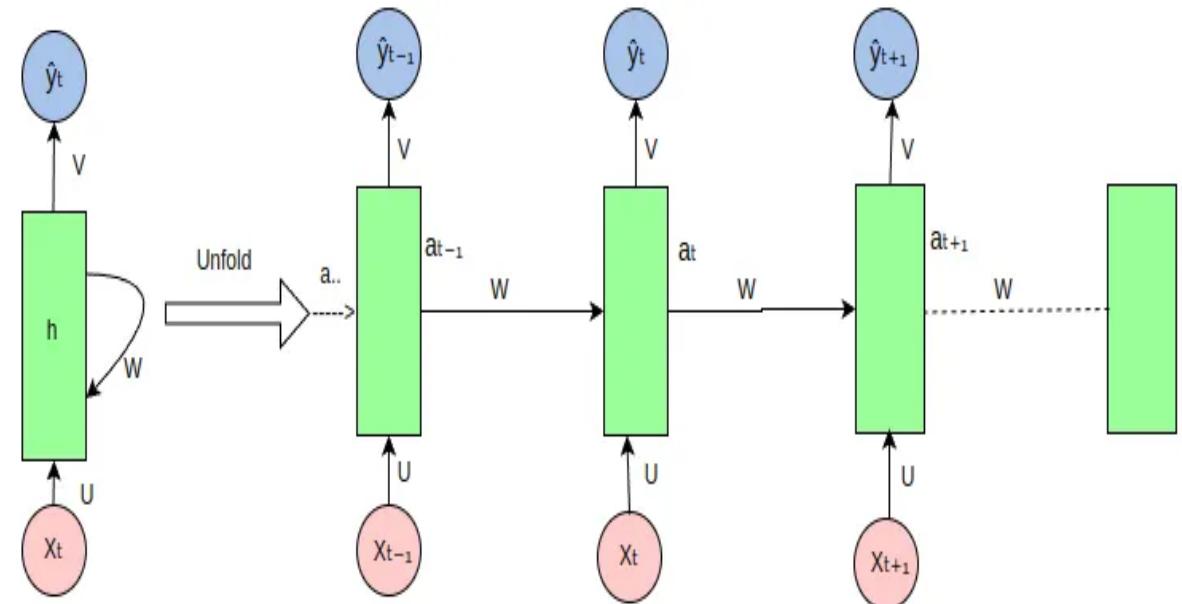 ŷt
V
h
W
U
Xt
Unfold
a..
ŷt−1
V
at−1
W
U
Xt−1
ŷt
V
at
W
U
Xt
ŷt+1
V
at+1
W
U
Xt+1